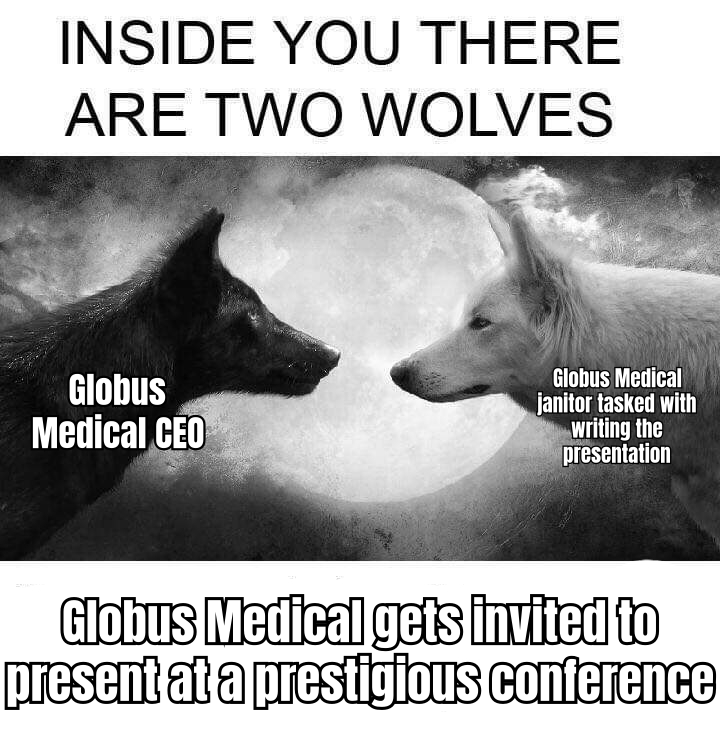 INSIDE YOU THERE
ARE TWO WOLVES
Globus
Medical CEO
Globus Medical
janitor tasked with
writing the
presentation
Globus Medical gets invited to
present at a prestigious conference